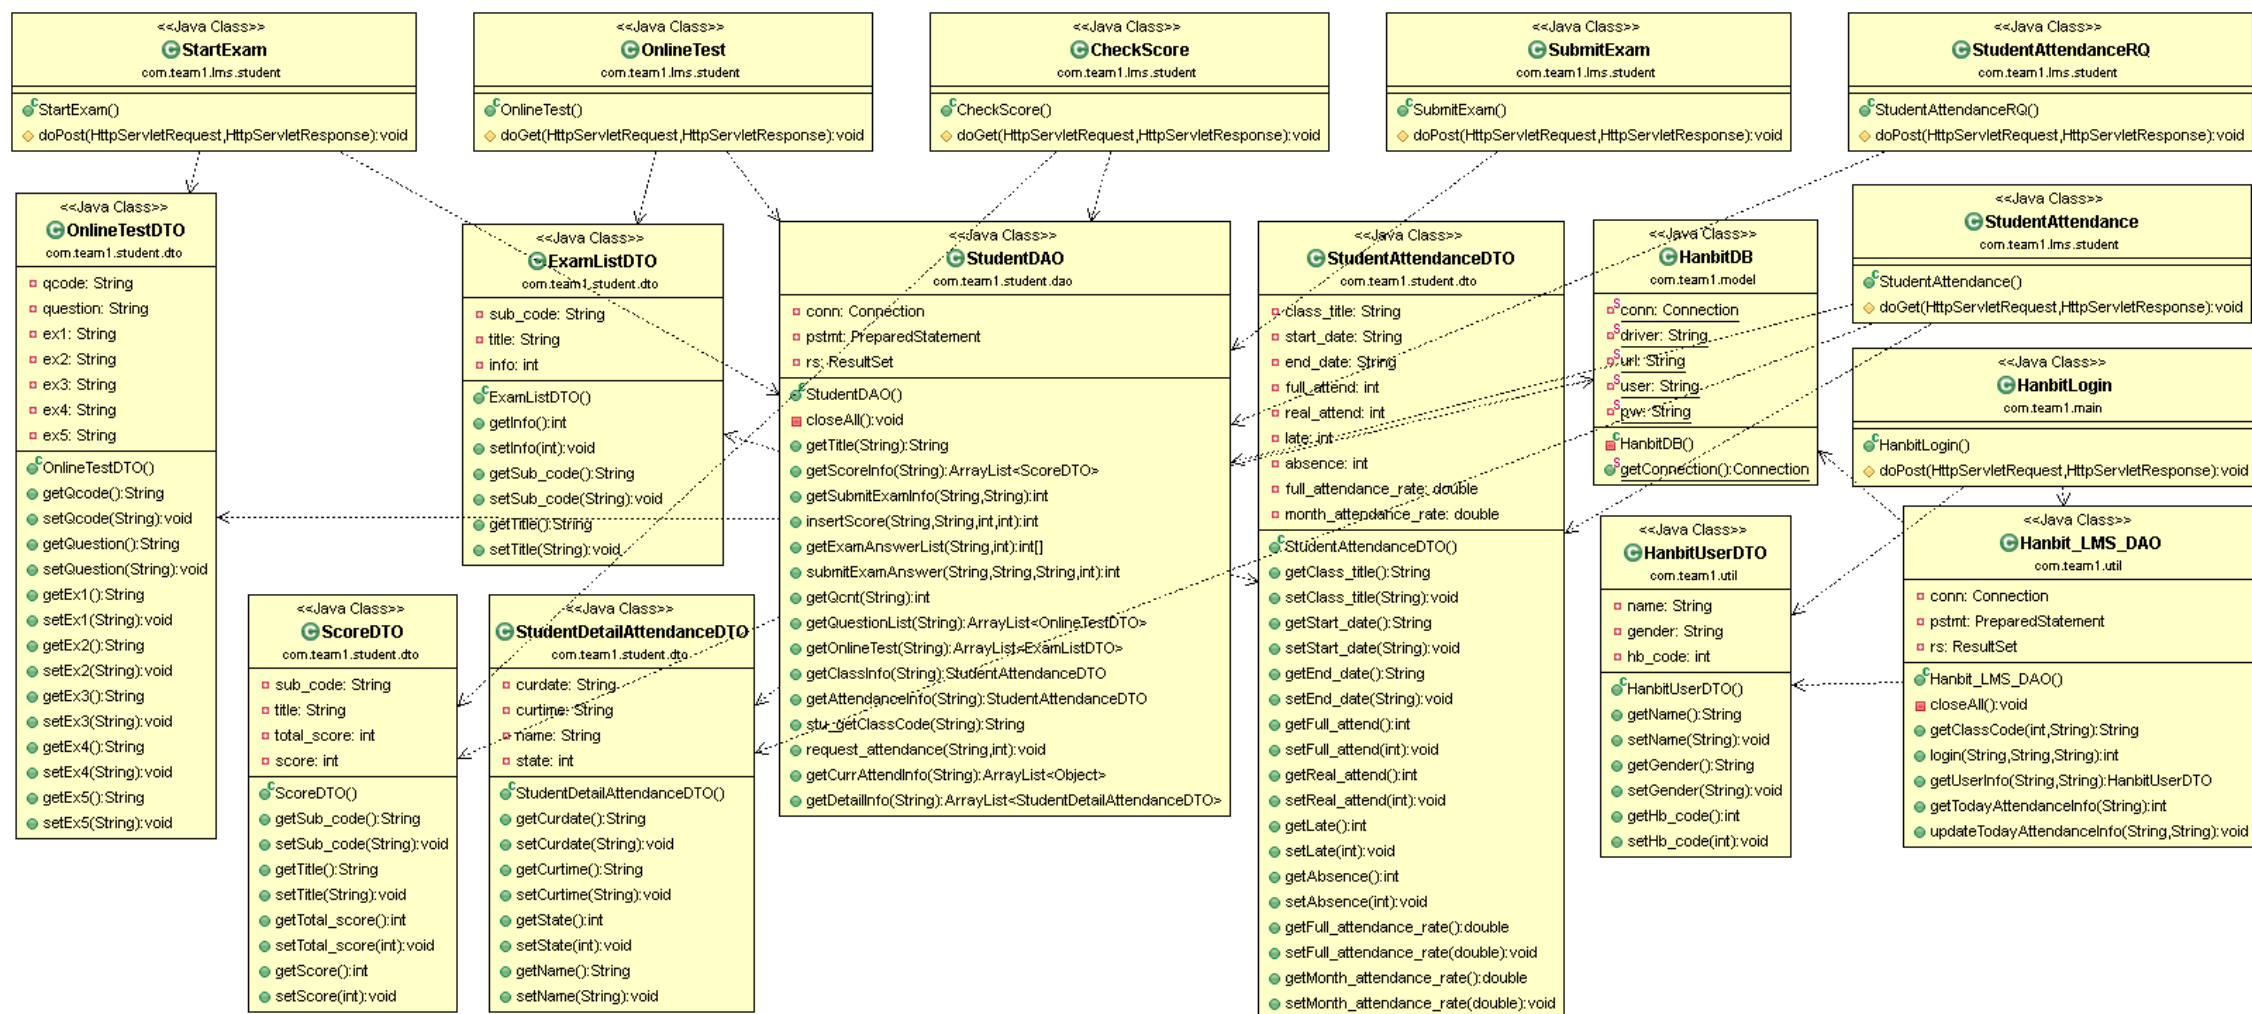 <<Java Class>>
StartExam
com.team1.lms.student
StartExam()
doPost(HttpServletRequest,HttpServletResponse):void
<<Java Class>>
OnlineTest
com.team1.lms.student
OnlineTest()
doGet(HttpServletRequest,HttpServletResponse):void
<<Java Class>>
CheckScore
com.team1.lms.student
CheckScore()
doGet(HttpServletRequest,HttpServletResponse):void
<<Java Class>>
SubmitExam
com.team1.lms.student
SubmitExam()
doPost(HttpServletRequest,HttpServletResponse):void
<<Java Class>>
StudentAttendanceRQ
com.team1.lms.student
StudentAttendanceRQ()
doPost(HttpServletRequest,HttpServletResponse):void
<<Java Class>>
OnlineTestDTO
com.team1.student.dto
qcode: String
question: String
ex1: String
ex2: String
ex3: String
ex4: String
ex5: String
OnlineTestDTO()
getQcode():String
setQcode(String):void
getQuestion():String
setQuestion(String):void
getEx1():String
setEx1(String):void
getEx2():String
setEx2(String):void
getEx3():String
setEx3(String):void
getEx4():String
setEx4(String):void
getEx5():String
setEx5(String):void
<<Java Class>>
ExamListDTO
com.team1.student.dto
sub_code: String
title: String
info: int
ExamListDTO()
getInfo():int
setInfo(int):void
getSub_code():String
setSub_code(String):void
getTitle():String
setTitle(String):void
<<Java Class>>
StudentDAO
com.team1.student.dao
conn: Connection
pstmt: PreparedStatement
rs: ResultSet
StudentDAO()
closeAll():void
getTitle(String):String
getScoreInfo(String):ArrayList<ScoreDTO>
getSubmitExamInfo(String,String):int
insertScore(String,String,int,int):int
getExamAnswerList(String,int):int[]
submitExamAnswer(String,String,String,int):int
getQcnt(String):int
getQuestionList(String):ArrayList<OnlineTestDTO>
getOnlineTest(String):ArrayList<ExamListDTO>
getClassInfo(String):StudentAttendanceDTO
getAttendanceInfo(String):StudentAttendanceDTO
stu_getClassCode(String):String
request_attendance(String,int):void
getCurrAttendInfo(String):ArrayList<Object>
getDetailInfo(String):ArrayList<StudentDetailAttendanceDTO>
<<Java Class>>
StudentAttendanceDTO
com.team1.student.dto
class_title: String
start_date: String
end_date: String
full_attend: int
real_attend: int
late: int
absence: int
full_attendance_rate: double
month_attendance_rate: double
StudentAttendanceDTO()
getClass_title():String
setClass_title(String):void
getStart_date():String
setStart_date(String):void
getEnd_date():String
setEnd_date(String):void
getFull_attend():int
setFull_attend(int):void
getReal_attend():int
setReal_attend(int):void
getLate():int
setLate(int):void
getAbsence():int
setAbsence(int):void
getFull_attendance_rate():double
setFull_attendance_rate(double):void
getMonth_attendance_rate():double
setMonth_attendance_rate(double):void
<<Java Class>>
HanbitDB
com.team1.model
conn: Connection
driver: String
url: String
user: String
pw: String
HanbitDB()
getConnection():Connection
<<Java Class>>
StudentAttendance
com.team1.lms.student
StudentAttendance()
doGet(HttpServletRequest,HttpServletResponse):void
<<Java Class>>
HanbitLogin
com.team1.main
HanbitLogin()
doPost(HttpServletRequest,HttpServletResponse):void
<<Java Class>>
HanbitUserDTO
com.team1.util
name: String
gender: String
hb_code: int
HanbitUserDTO()
getName():String
setName(String):void
getGender():String
setGender(String):void
getHb_code():int
setHb_code(int):void
<<Java Class>>
Hanbit_LMS_DAO
com.team1.util
conn: Connection
pstmt: PreparedStatement
rs: ResultSet
Hanbit_LMS_DAO()
closeAll():void
getClassCode(int,String):String
login(String,String,String):int
getUserInfo(String,String):HanbitUserDTO
getTodayAttendanceInfo(String):int
updateTodayAttendanceInfo(String,String):void
<<Java Class>>
ScoreDTO
com.team1.student.dto
sub_code: String
title: String
total_score: int
score: int
ScoreDTO()
getSub_code():String
setSub_code(String):void
getTitle():String
setTitle(String):void
getTotal_score():int
setTotal_score(int):void
getScore():int
setScore(int):void
<<Java Class>>
StudentDetailAttendanceDTO
com.team1.student.dto
curdate: String
curtime: String
name: String
state: int
StudentDetailAttendanceDTO()
getCurdate():String
setCurdate(String):void
getCurtime():String
setCurtime(String):void
getState():int
setState(int):void
getName():String
setName(String):void